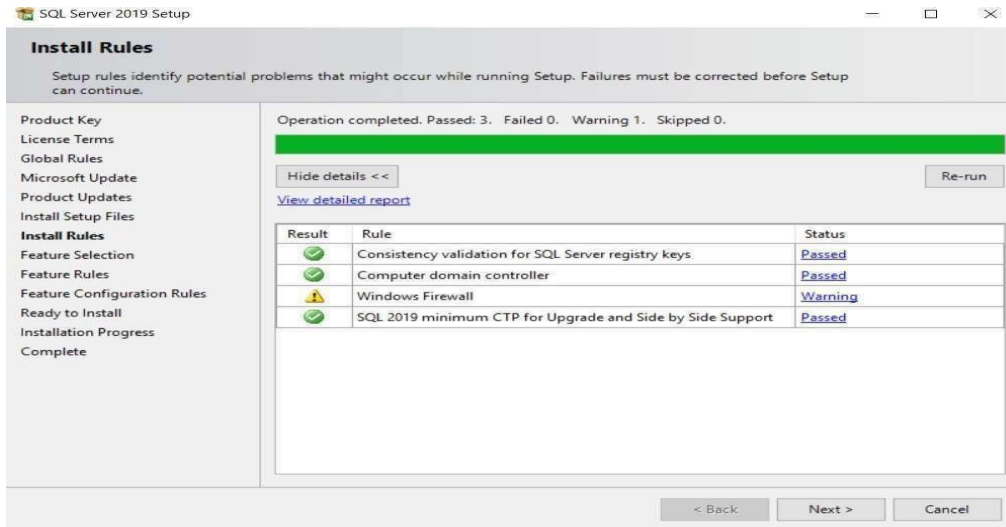 SQL Server 2019 Setup
Install Rules
Setup rules identify potential problems that might occur while running Setup. Failures must be corrected before Setup
can continue.
Product Key
License Terms
Global Rules
Microsoft Update
Product Updates
Install Setup Files
Install Rules
Feature Selection
Feature Rules
Feature Configuration Rules
Ready to Install
Installation Progress
Complete
Operation completed. Passed: 3. Failed 0. Warning 1. Skipped 0.
Hide details <<
Re-run
View detailed report
Result Rule Status
Consistency validation for SQL Server registry keys Passed
Computer domain controller Passed
Windows Firewall Warning
SQL 2019 minimum CTP for Upgrade and Side by Side Support Passed
< Back Next > Cancel